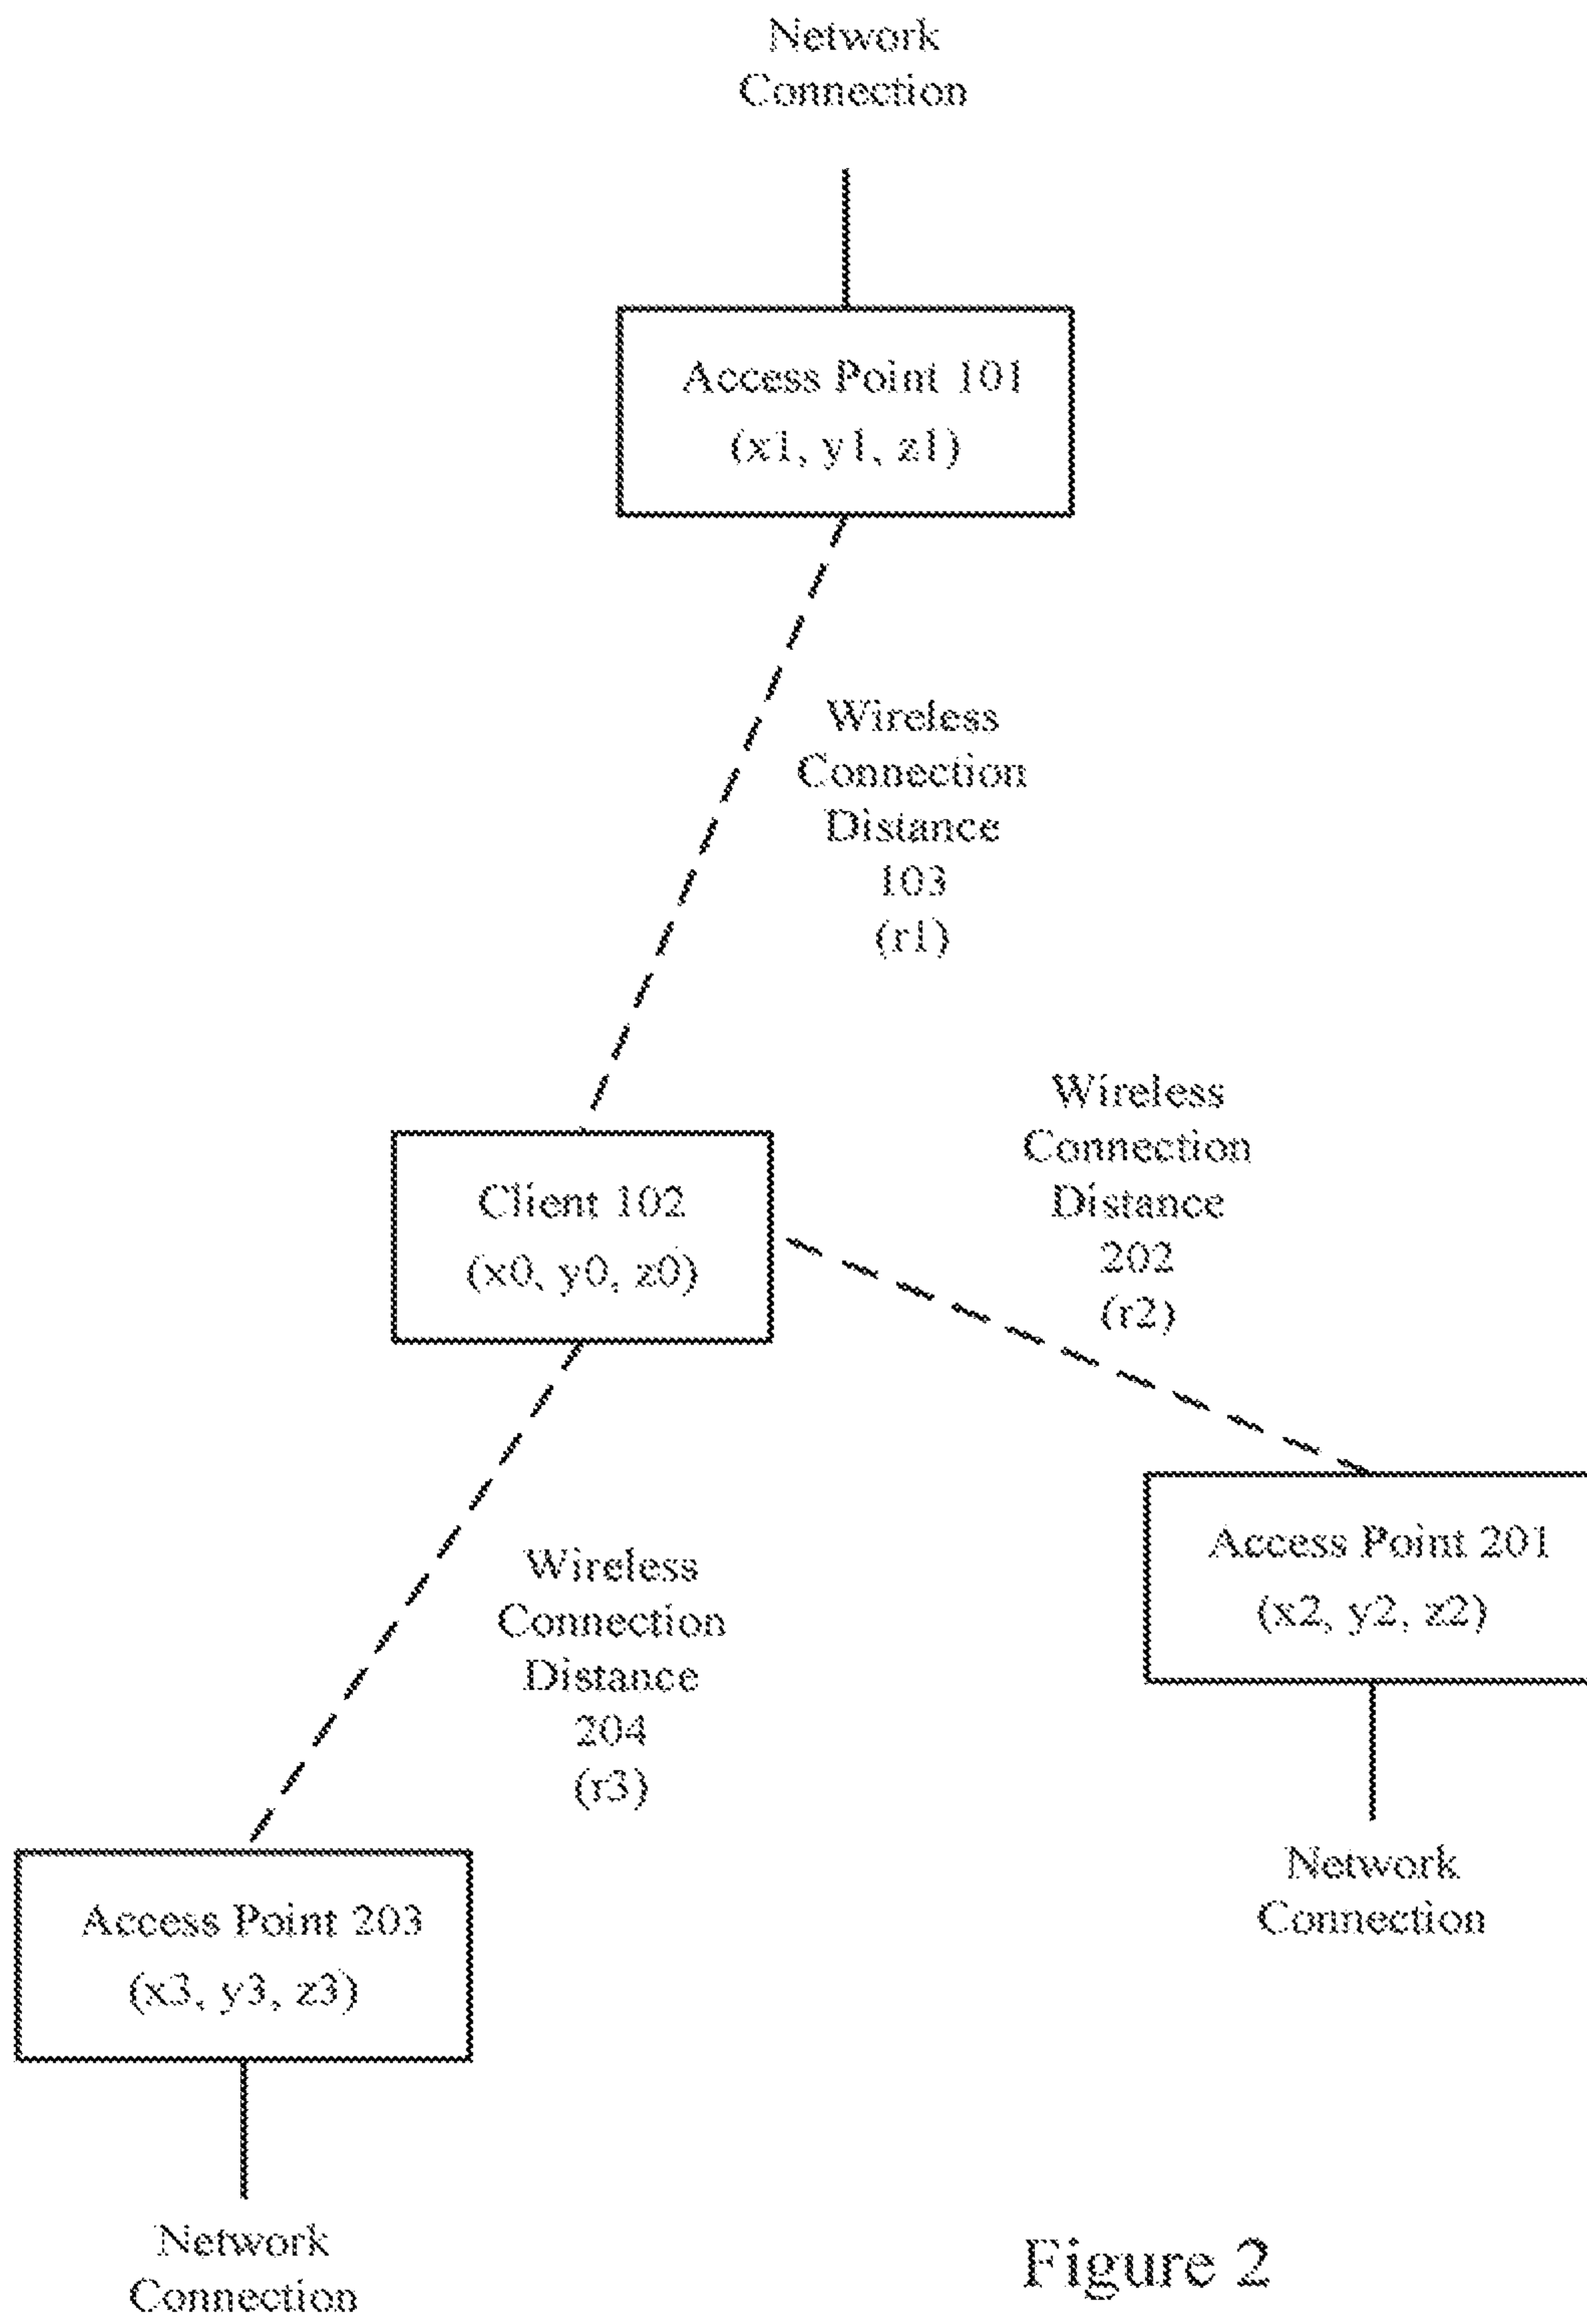 Network
Connection
Access Point 101
(x1, y1, z1)
Wireless
Connection
Distance
103
(r1)
Wireless
Connection
Distance
202
(r2)
Client 102
(x0, y0, z0)
Access Point 201
(x2, y2, z2)
Wireless
Connection
Distance
204
(r3)
Network
Connection
Access Point 203
(x3, y3, z3)
Network
Connection
Figure 2